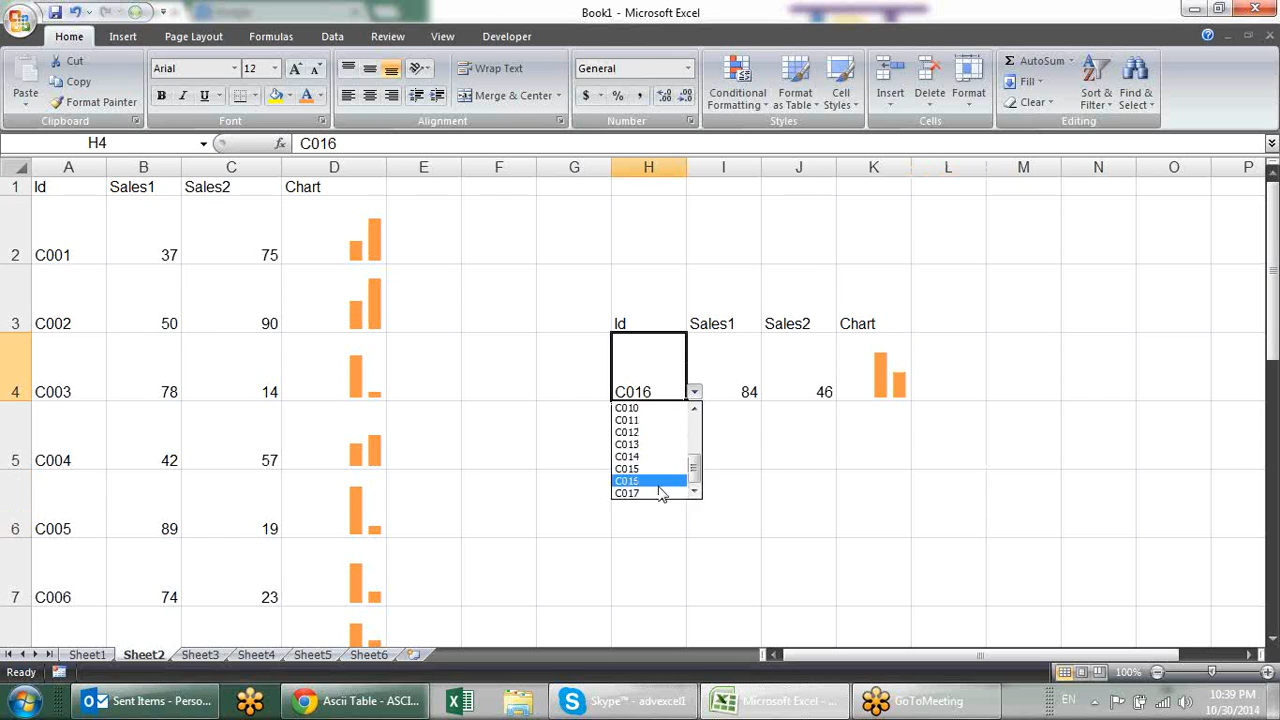 Book1 - Microsoft Excel
Home Insert Page Layout Formulas Data Review View Developer
Paste
Cut
Copy
Format Painter
Clipboard
Arial 12
B I U
Font
Wrap Text
Merge & Center
Alignment
General
$ % ,
Number
Conditional Formatting
Format as Table
Cell Styles
Styles
Insert Delete Format
Cells
AutoSum
Fill
Clear
Sort & Filter
Find & Select
Editing
H4 fx C016
A B C D E F G H I J K L M N O P
1 Id Sales1 Sales2 Chart
2 C001 37 75
3 C002 50 90 Id Sales1 Sales2 Chart
4 C003 78 14 C016 84 46
C010
C011
C012
C013
C014
C015
C016
C017
5 C004 42 57
6 C005 89 19
7 C006 74 23
Sheet1 Sheet2 Sheet3 Sheet4 Sheet5 Sheet6
Ready 100%
Sent Items - Perso...
Ascii Table - ASCI...
Skype™ - advexcel1
Microsoft Excel - ...
GoToMeeting
EN
10:39 PM
10/30/2014